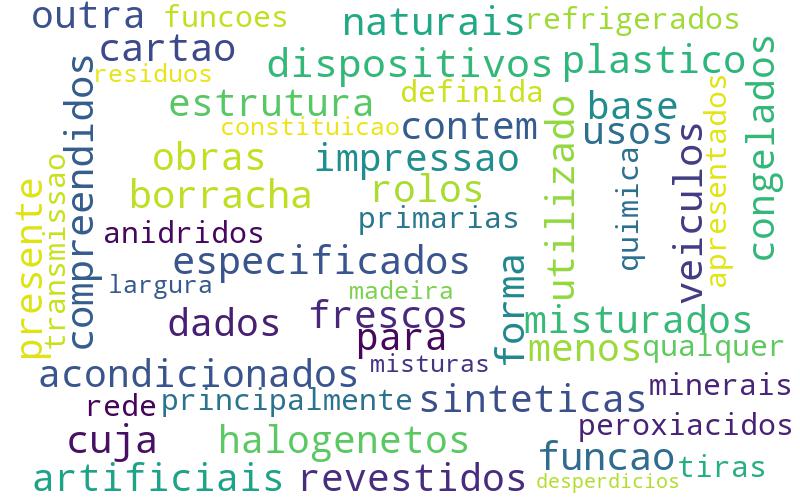 outra
funcoes
naturais
refrigerados
cartao
residuos
dispositivos
plastico
congelados
compreendidos
estrutura
definida
base
usos
constituicao
contem
utilizado
apresentados
veiculos
quimica
obras
impressao
borracha
rolos
primarias
transmissao
presente
anidridos
especificados
largura
madeira
forma
dados
frescos
para
misturados
menos
qualquer
acondicionados
misturas
minerais
rede
principalmente
sinteticas
peroxiacidos
cuja
halogenetos
funcao
tiras
artificiais
revestidos
desperdicios